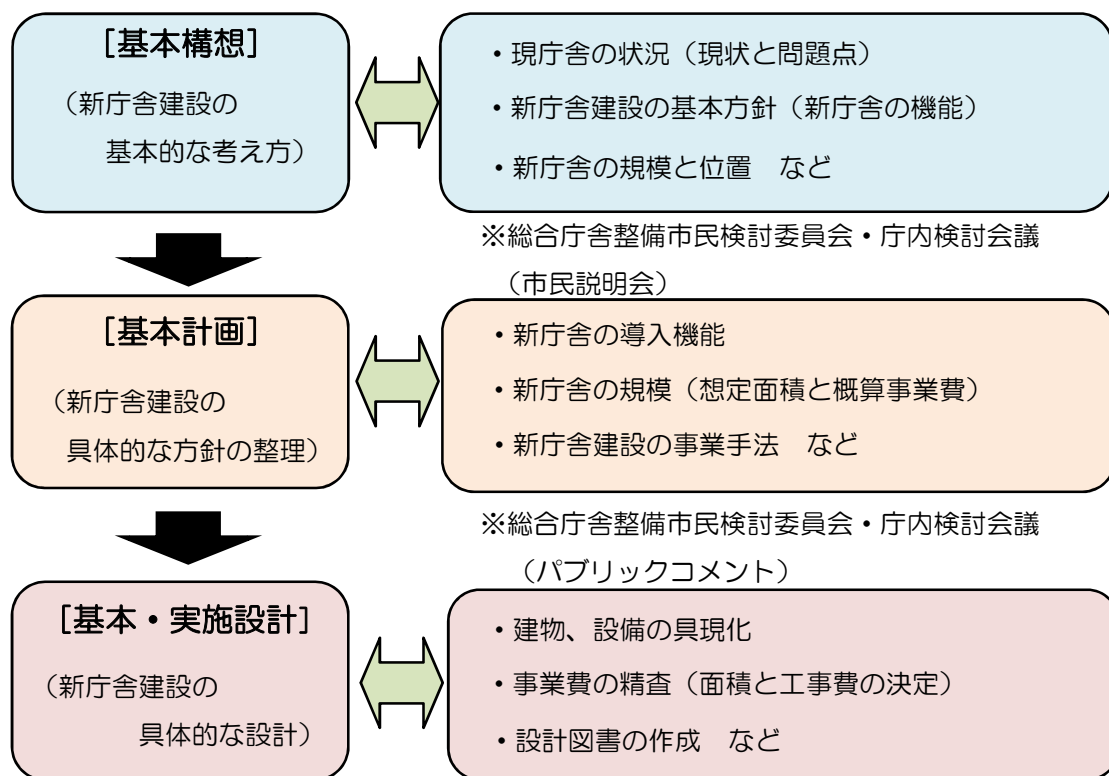 [基本構想]
(新庁舎建設の
基本的な考え方)
・現庁舎の状況（現状と問題点）
・新庁舎建設の基本方針（新庁舎の機能）
・新庁舎の規模と位置　など
※総合庁舎整備市民検討委員会・庁内検討会議
（市民説明会）
[基本計画]
（新庁舎建設の
具体的な方針の整理）
・新庁舎の導入機能
・新庁舎の規模（想定面積と概算事業費）
・新庁舎建設の事業手法　など
※総合庁舎整備市民検討委員会・庁内検討会議
（パブリックコメント）
[基本・実施設計]
（新庁舎建設の
具体的な設計）
・建物、設備の具現化
・事業費の精査（面積と工事費の決定）
・設計図書の作成　など